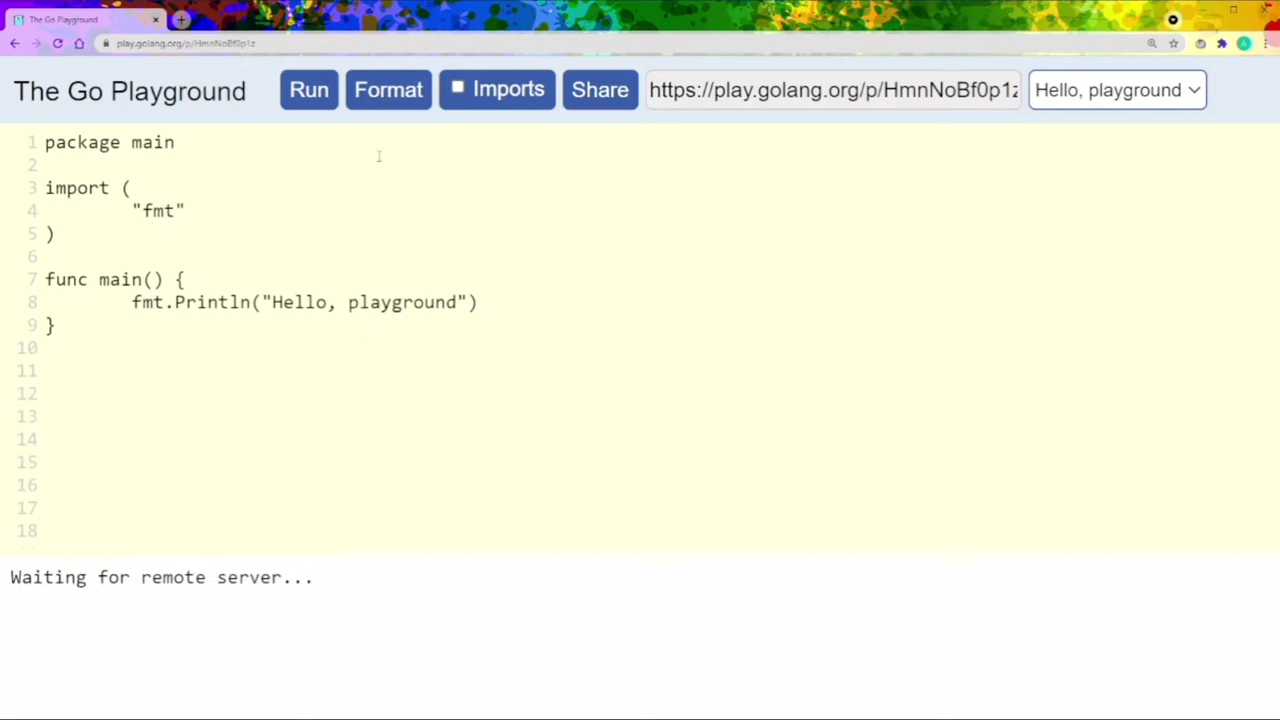 The Go Playground
play.golang.org/p/HmnNoBf0p1z
The Go Playground Run Format Imports Share https://play.golang.org/p/HmnNoBf0p1z Hello, playground
1 package main
2
3 import (
4 "fmt"
5 )
6
7 func main() {
8 fmt.Println("Hello, playground")
9 }
10
11
12
13
14
15
16
17
18
Waiting for remote server...